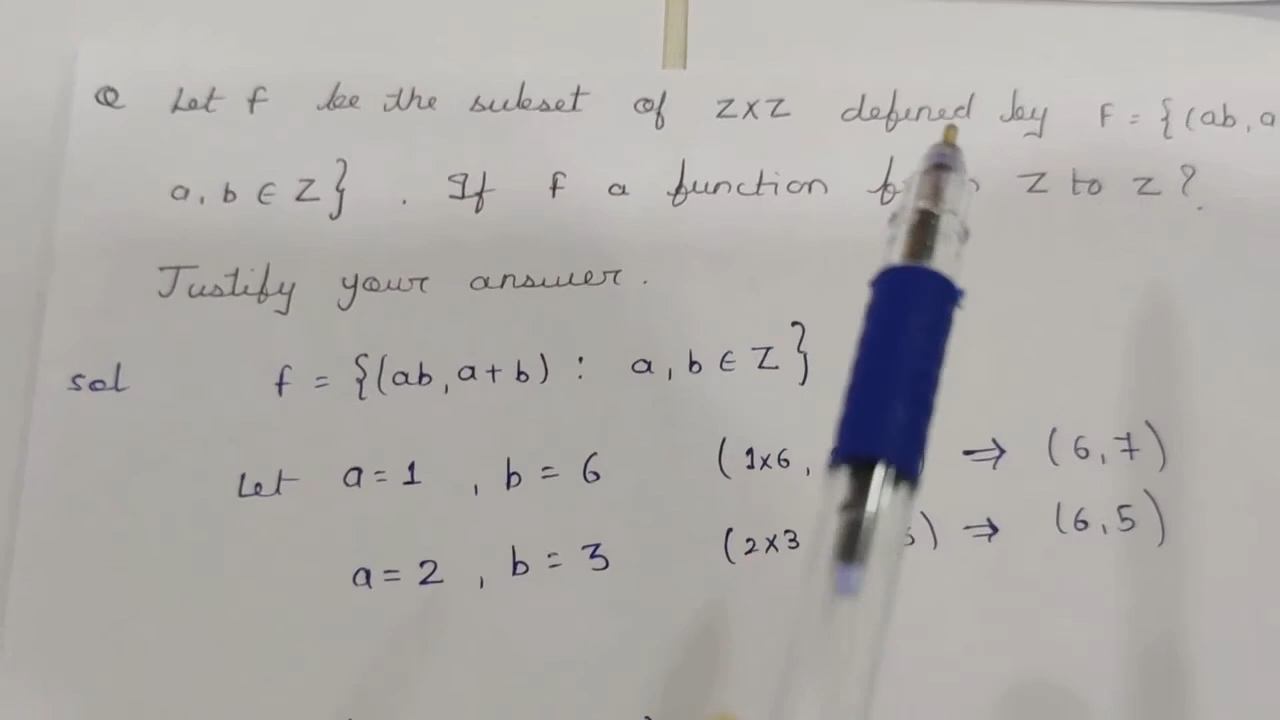 Q Let f be the subset of Z×Z defined by F = {(ab, a
a, b ∈ Z} . If F a function Z to Z?
Justify your answer.
Sol f = {(ab, a+b) : a, b ∈ Z}
Let a = 1 , b = 6 (1×6, ) ⇒ (6,7)
a = 2 , b = 3 (2×3 ) ⇒ (6,5)